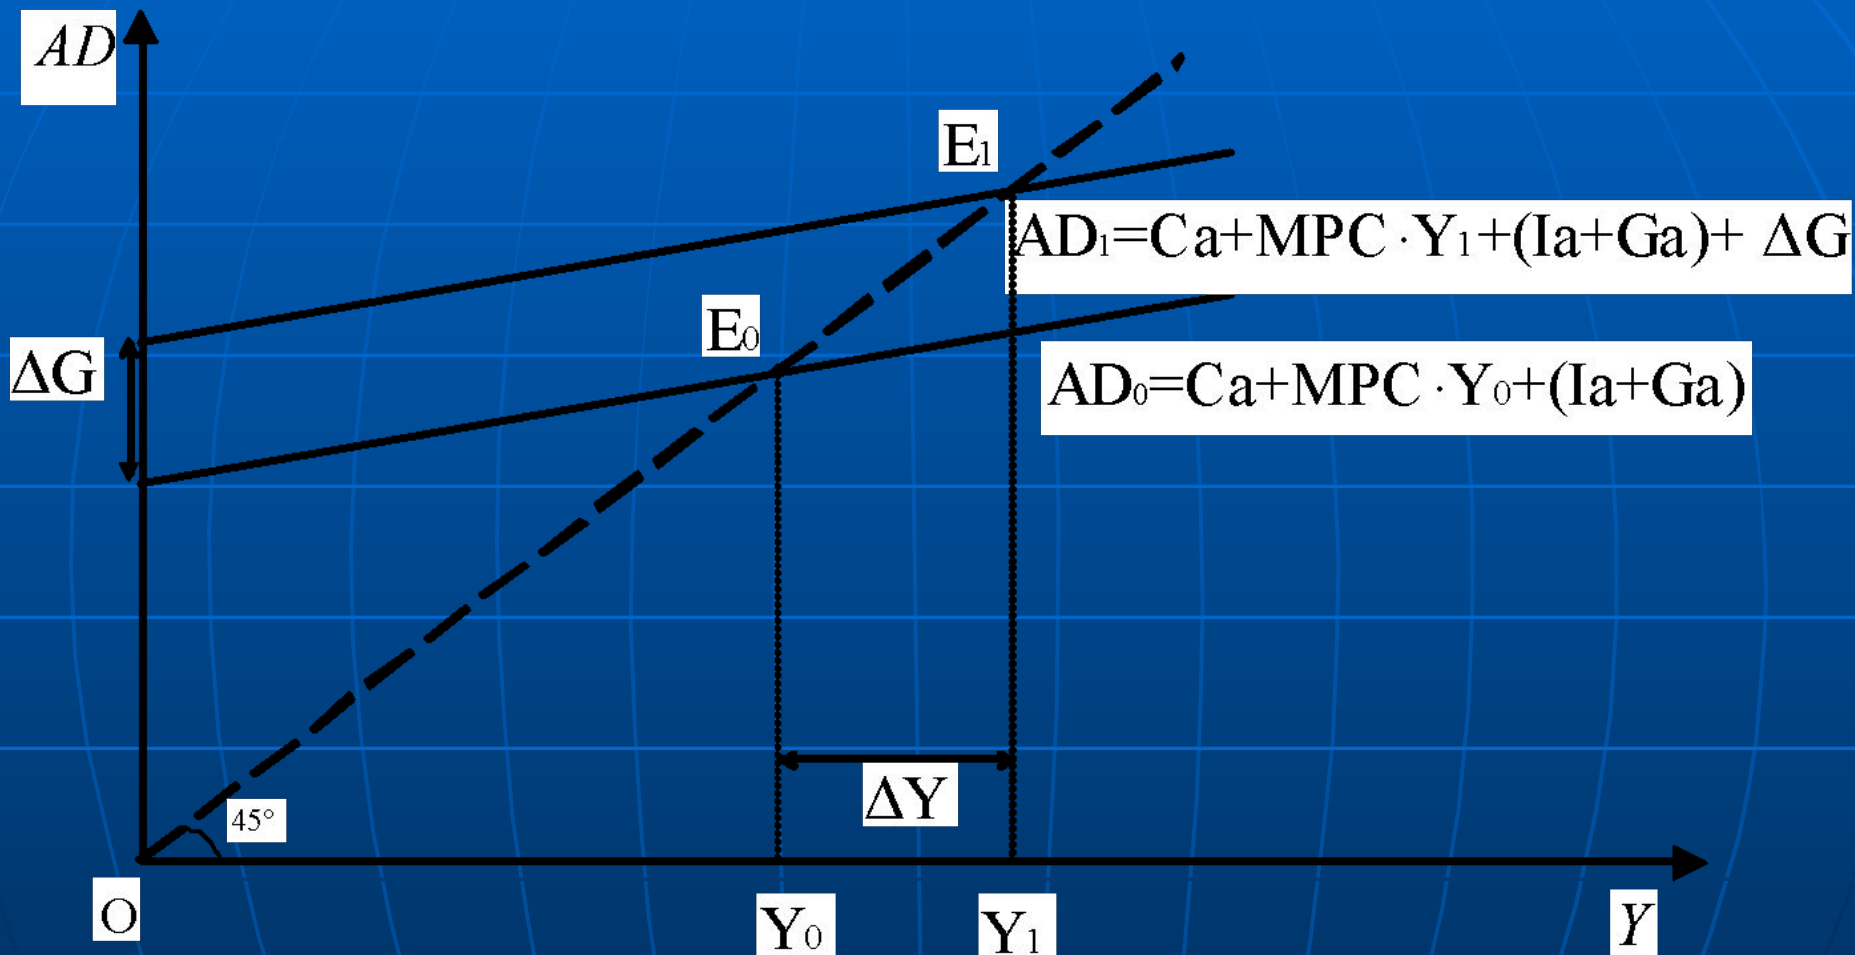 AD
E₁
AD₁=Ca+MPC·Y₁+(Ia+Ga)+ ΔG
E₀
ΔG
AD₀=Ca+MPC·Y₀+(Ia+Ga)
ΔY
45°
O
Y₀
Y₁
Y